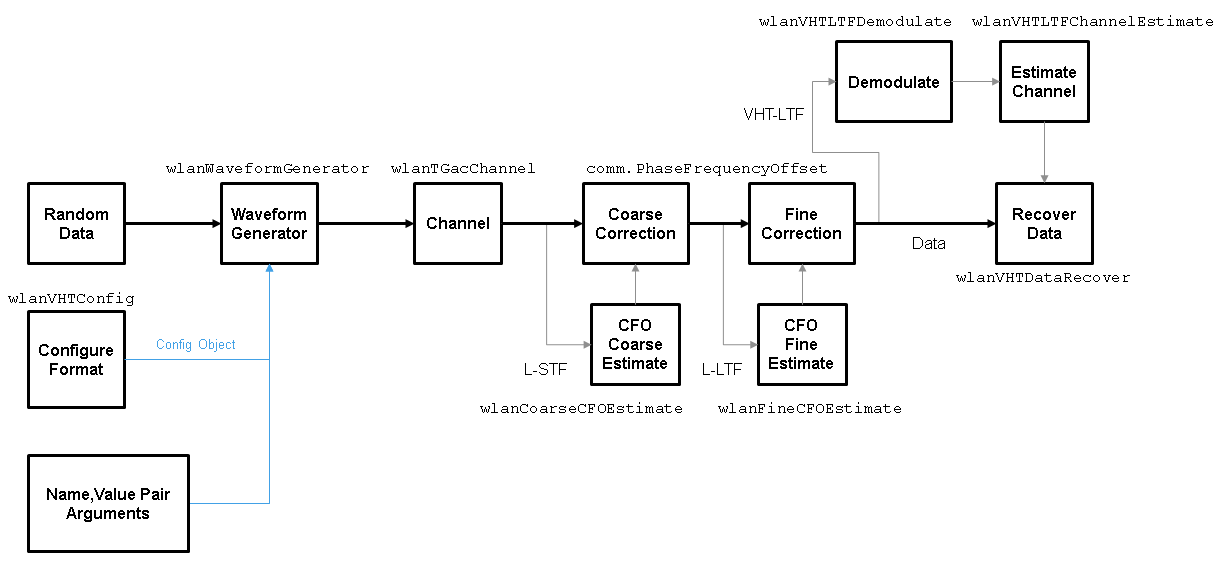 wlanVHTLTFDemodulate
wlanVHTLTFChannelEstimate
Demodulate
Estimate
Channel
VHT-LTF
wlanWaveformGenerator
wlanTGacChannel
comm.PhaseFrequencyOffset
Random
Data
Waveform
Generator
Channel
Coarse
Correction
Fine
Correction
Data
Recover
Data
wlanVHTDataRecover
wlanVHTConfig
Configure
Format
Config Object
L-STF
CFO
Coarse
Estimate
L-LTF
CFO
Fine
Estimate
wlanCoarseCFOEstimate
wlanFineCFOEstimate
Name,Value Pair
Arguments